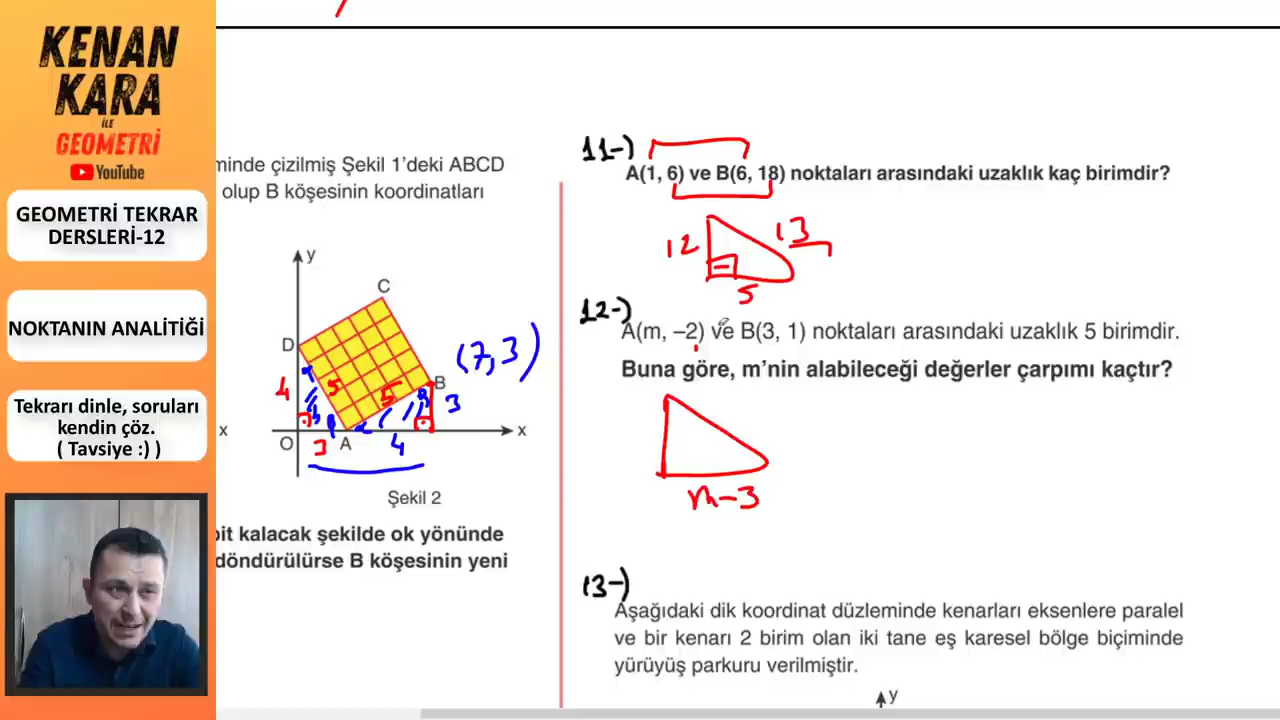 KENAN
KARA
İLE
GEOMETRİ
YouTube
GEOMETRİ TEKRAR
DERSLERİ-12
NOKTANIN ANALİTİĞİ
Tekrarı dinle, soruları
kendin çöz.
( Tavsiye :) )
minde çizilmiş Şekil 1'deki ABCD
olup B köşesinin koordinatları
y
C
D
B
(7,3)
4
5
5
3
x
O
3
A
4
x
Şekil 2
bit kalacak şekilde ok yönünde
döndürülürse B köşesinin yeni
11-)
A(1, 6) ve B(6, 18) noktaları arasındaki uzaklık kaç birimdir?
12
13
5
12-)
A(m, –2) ve B(3, 1) noktaları arasındaki uzaklık 5 birimdir.
Buna göre, m'nin alabileceği değerler çarpımı kaçtır?
m-3
13-)
Aşağıdaki dik koordinat düzleminde kenarları eksenlere paralel
ve bir kenarı 2 birim olan iki tane eş karesel bölge biçiminde
yürüyüş parkuru verilmiştir.
y